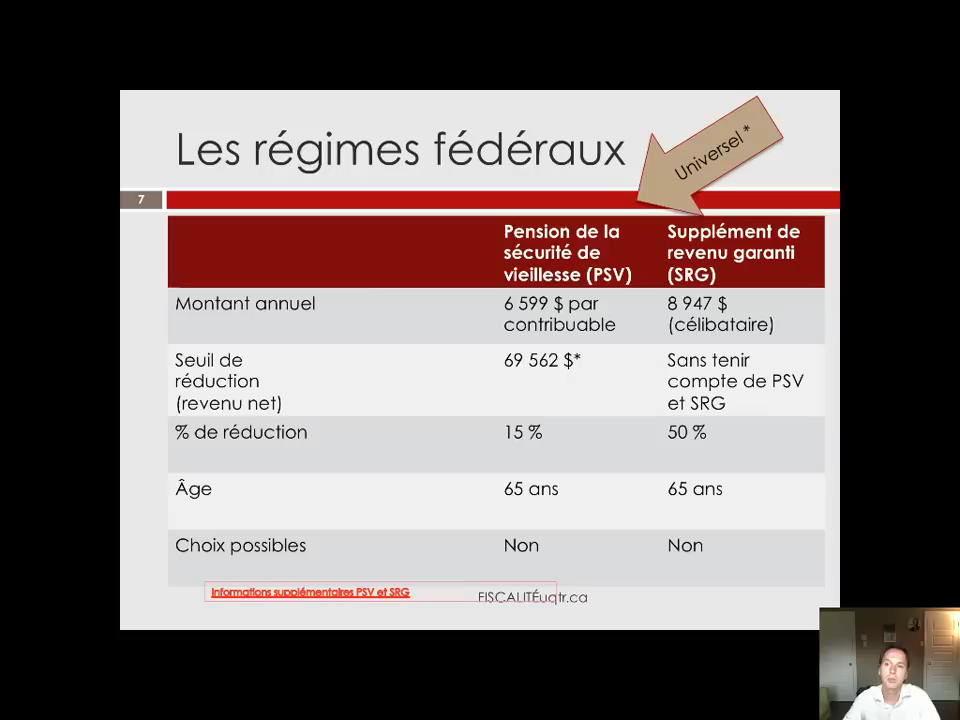 Universel *
Les régimes fédéraux
7
Pension de la
sécurité de
vieillesse (PSV)
Supplément de
revenu garanti
(SRG)
Montant annuel
6 599 $ par
contribuable
8 947 $
(célibataire)
Seuil de
réduction
(revenu net)
69 562 $*
Sans tenir
compte de PSV
et SRG
% de réduction
15 %
50 %
Âge
65 ans
65 ans
Choix possibles
Non
Non
Informations supplémentaires PSV et SRG
FISCALITÉuqtr.ca